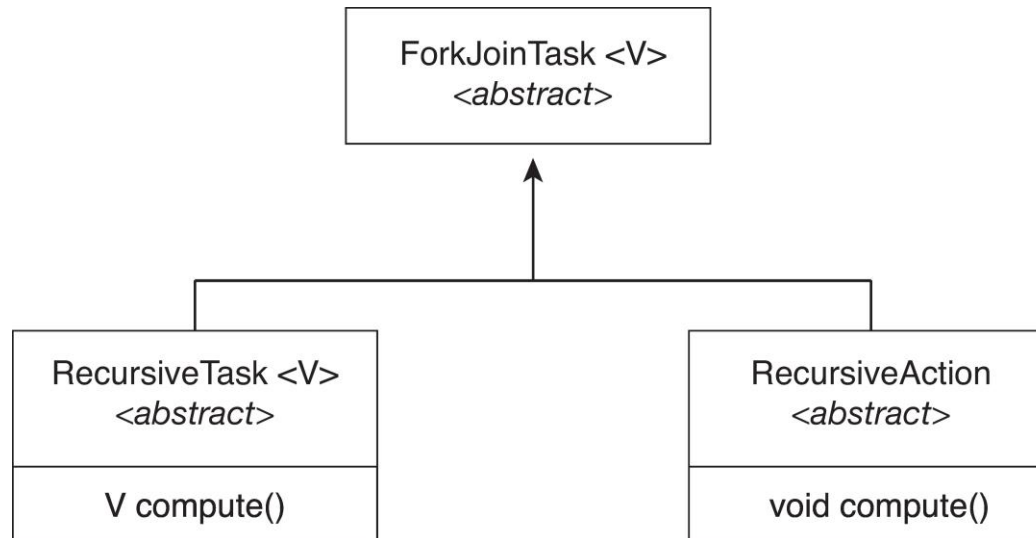 ForkJoinTask <V>
<abstract>
RecursiveTask <V>
<abstract>
V compute()
RecursiveAction
<abstract>
void compute()